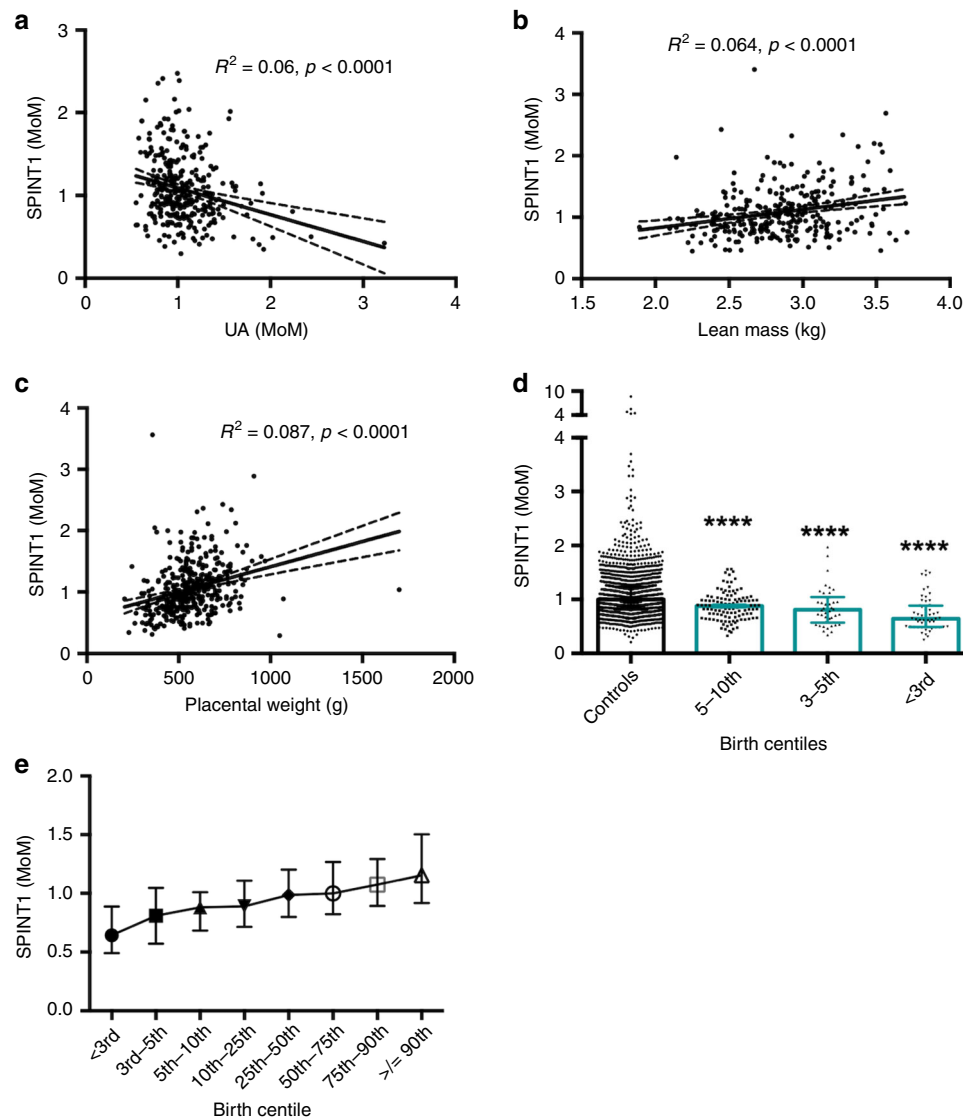 a
R² = 0.06, p < 0.0001
SPINT1 (MoM)
3
2
1
0
0 1 2 3 4
UA (MoM)
b
R² = 0.064, p < 0.0001
SPINT1 (MoM)
4
3
2
1
0
1.5 2.0 2.5 3.0 3.5 4.0
Lean mass (kg)
c
R² = 0.087, p < 0.0001
SPINT1 (MoM)
4
3
2
1
0
0 500 1000 1500 2000
Placental weight (g)
d
SPINT1 (MoM)
10
4
4
3
2
1
0
**** **** ****
Controls 5–10th 3–5th <3rd
Birth centiles
e
SPINT1 (MoM)
2.0
1.5
1.0
0.5
0.0
<3rd 3rd–5th 5th–10th 10th–25th 25th–50th 50th–75th 75th–90th >/= 90th
Birth centile